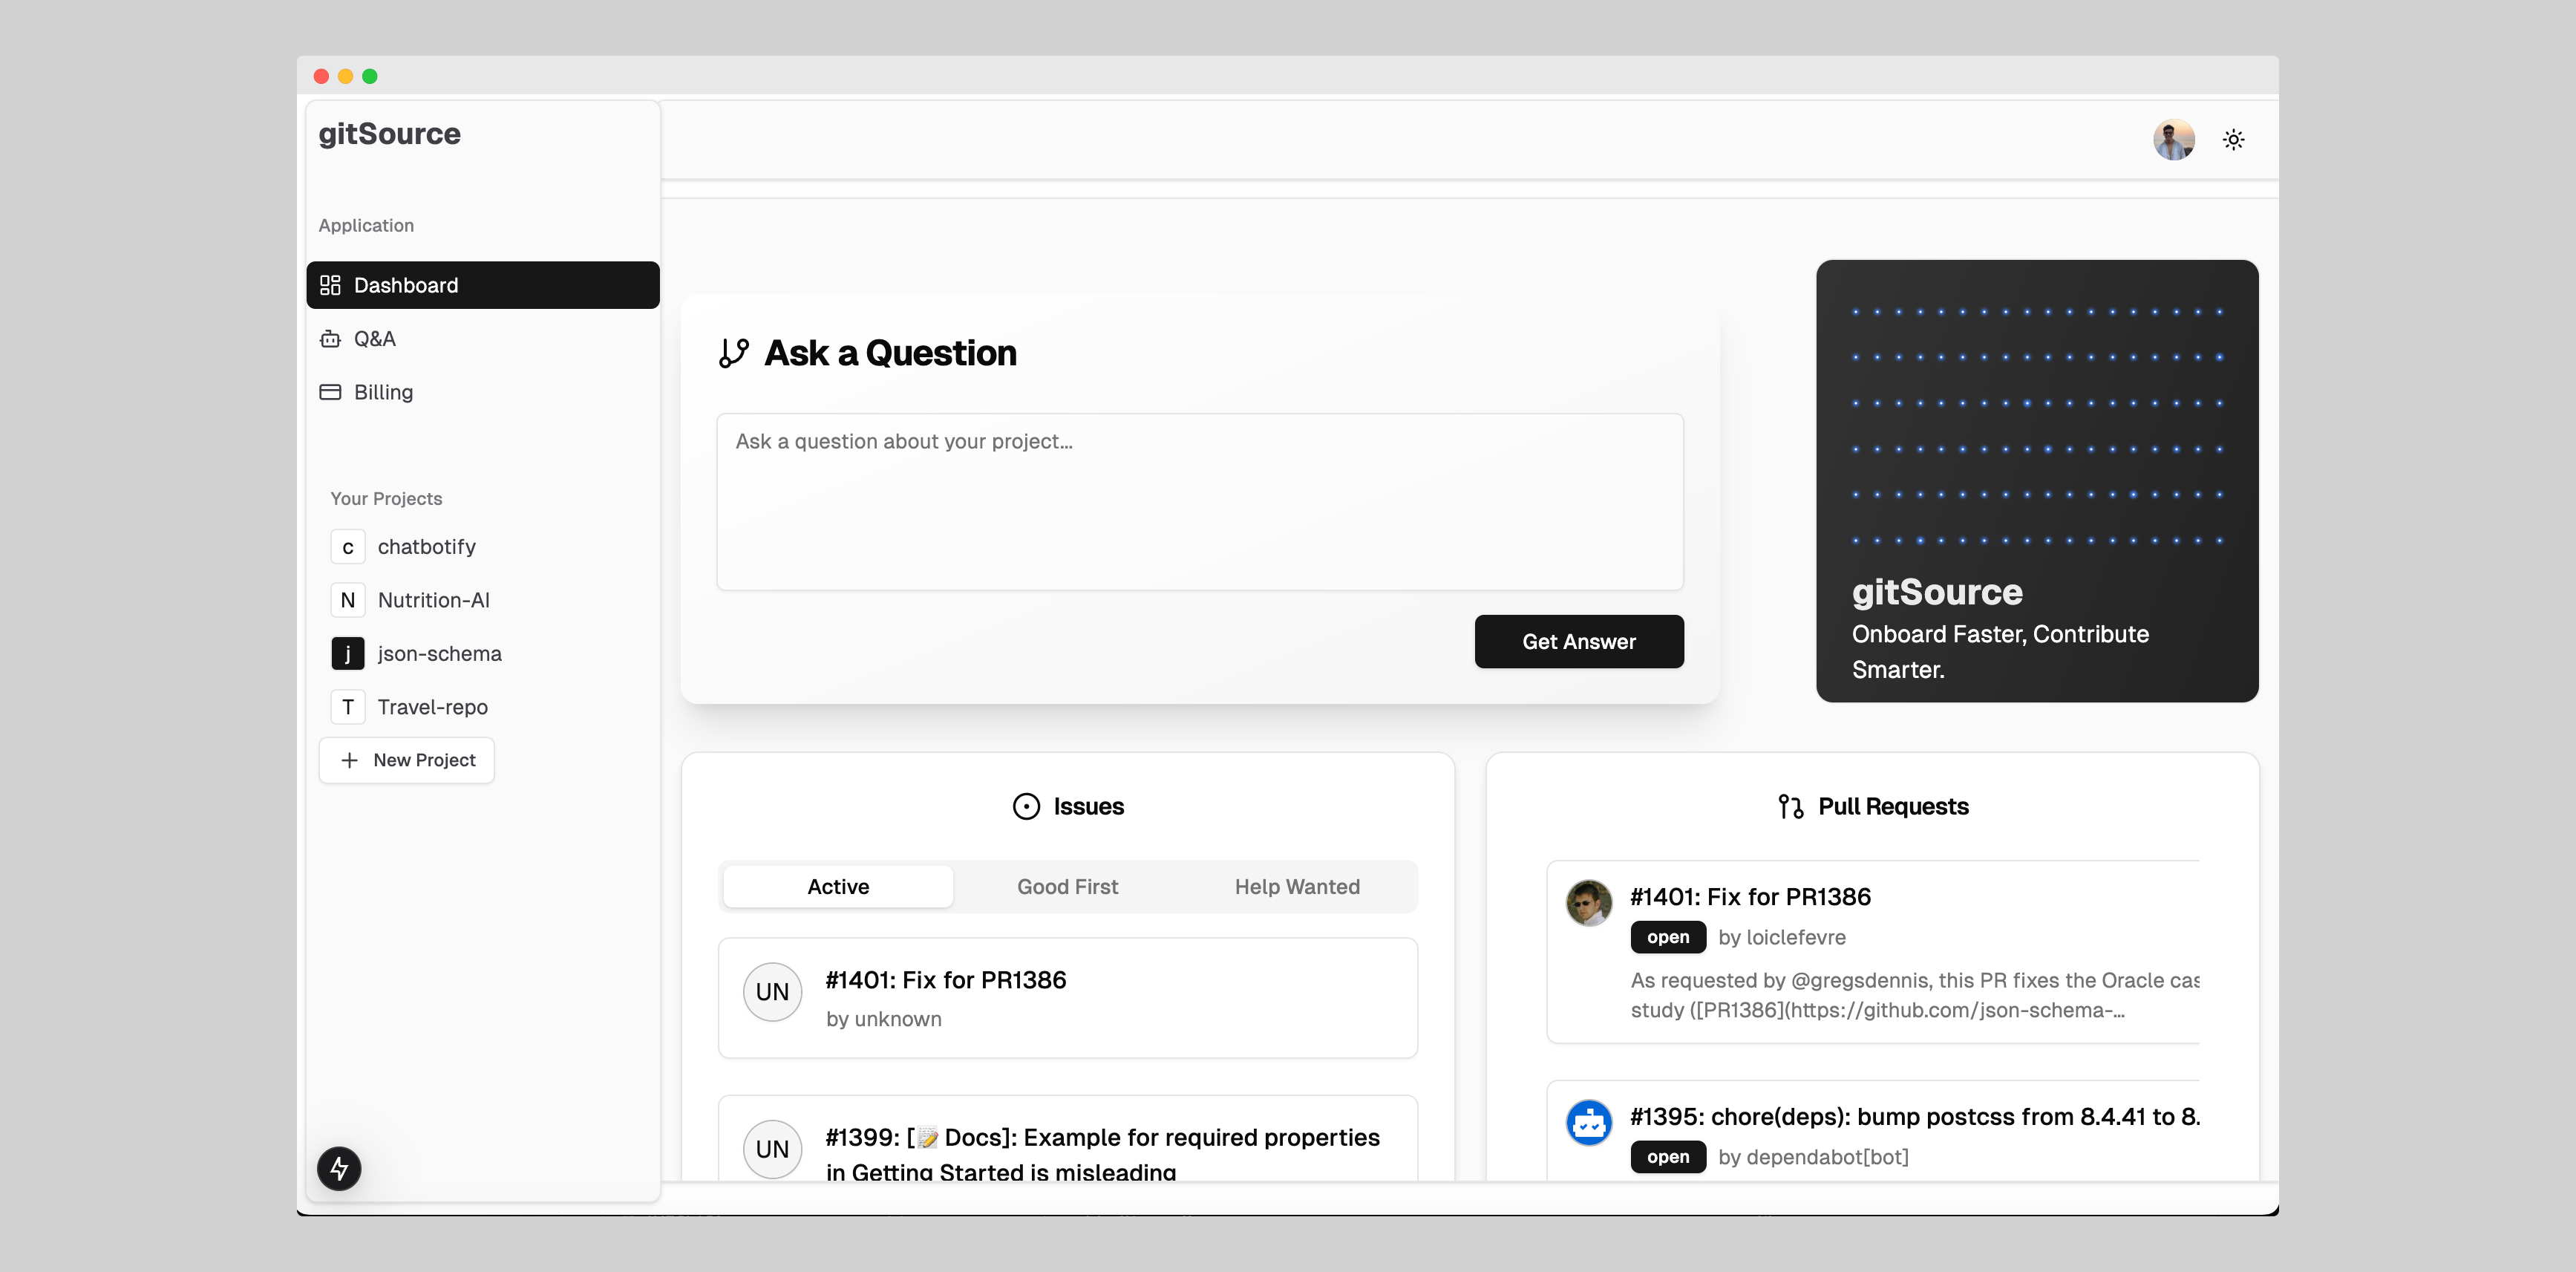 gitSource
Application
Dashboard
Q&A
Billing
Your Projects
c chatbotify
N Nutrition-AI
j json-schema
T Travel-repo
+ New Project
Ask a Question
Ask a question about your project...
Get Answer
gitSource
Onboard Faster, Contribute
Smarter.
Issues
Active Good First Help Wanted
UN
#1401: Fix for PR1386
by unknown
UN
#1399: [📝 Docs]: Example for required properties
in Getting Started is misleading
Pull Requests
#1401: Fix for PR1386
open by loiclefevre
As requested by @gregsdennis, this PR fixes the Oracle cas
study ([PR1386](https://github.com/json-schema-...
#1395: chore(deps): bump postcss from 8.4.41 to 8.
open by dependabot[bot]